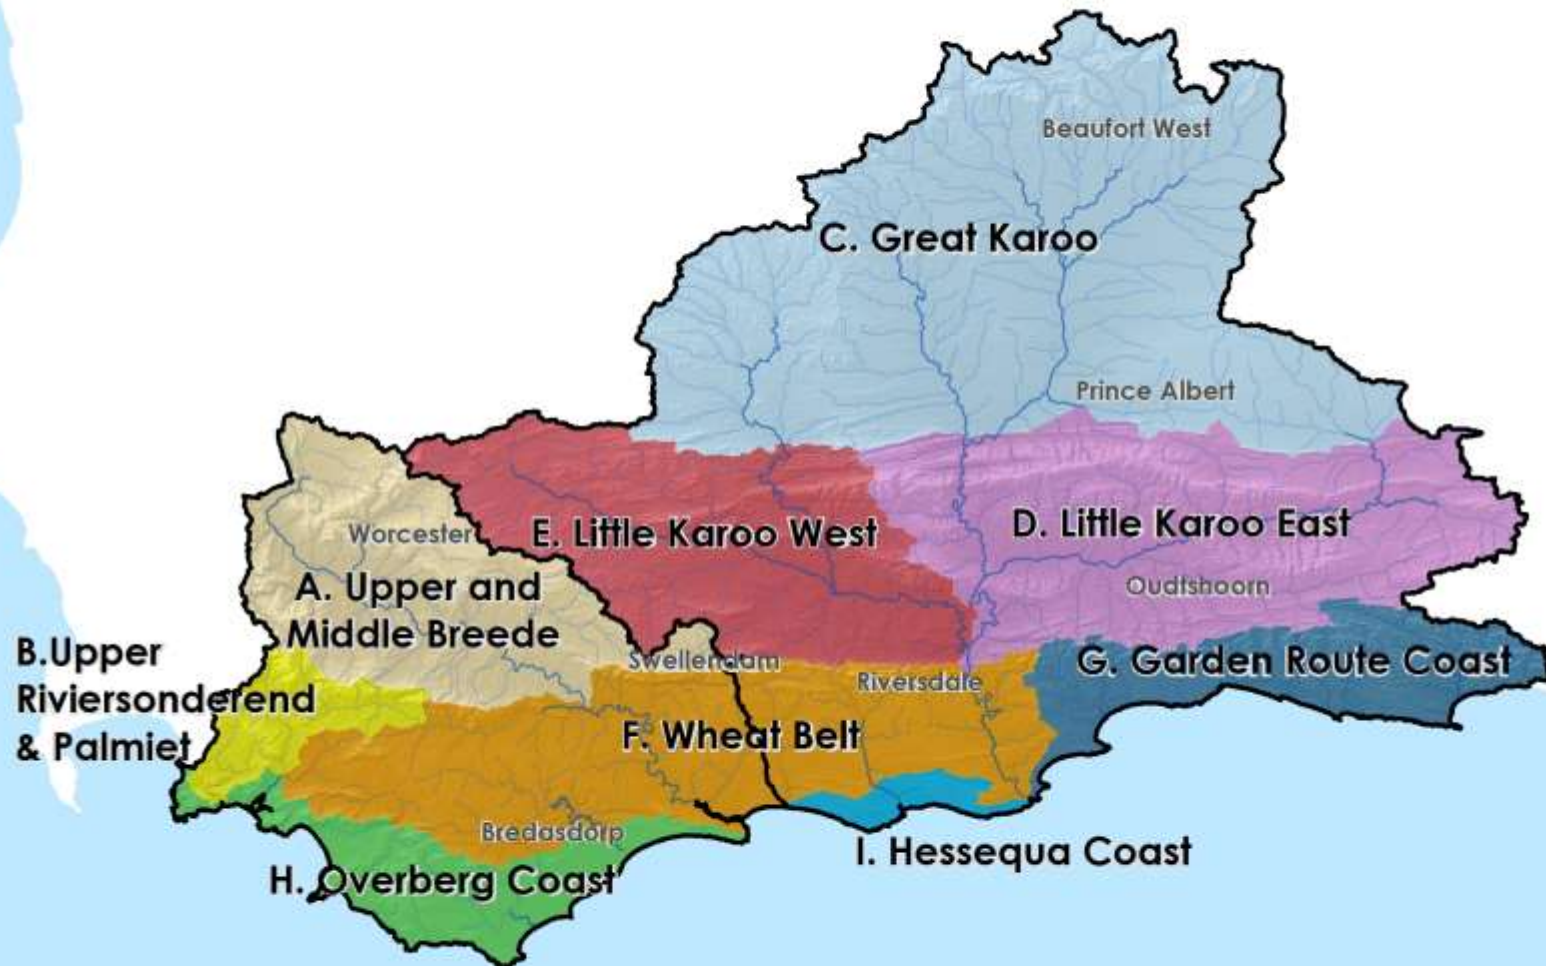 Beaufort West
C. Great Karoo
Prince Albert
Worcester
E. Little Karoo West
D. Little Karoo East
A. Upper and
Middle Breede
Oudtshoorn
B.Upper
Riviersonderend
& Palmiet
Swellendam
Riversdale
G. Garden Route Coast
F. Wheat Belt
Bredasdorp
I. Hessequa Coast
H. Overberg Coast